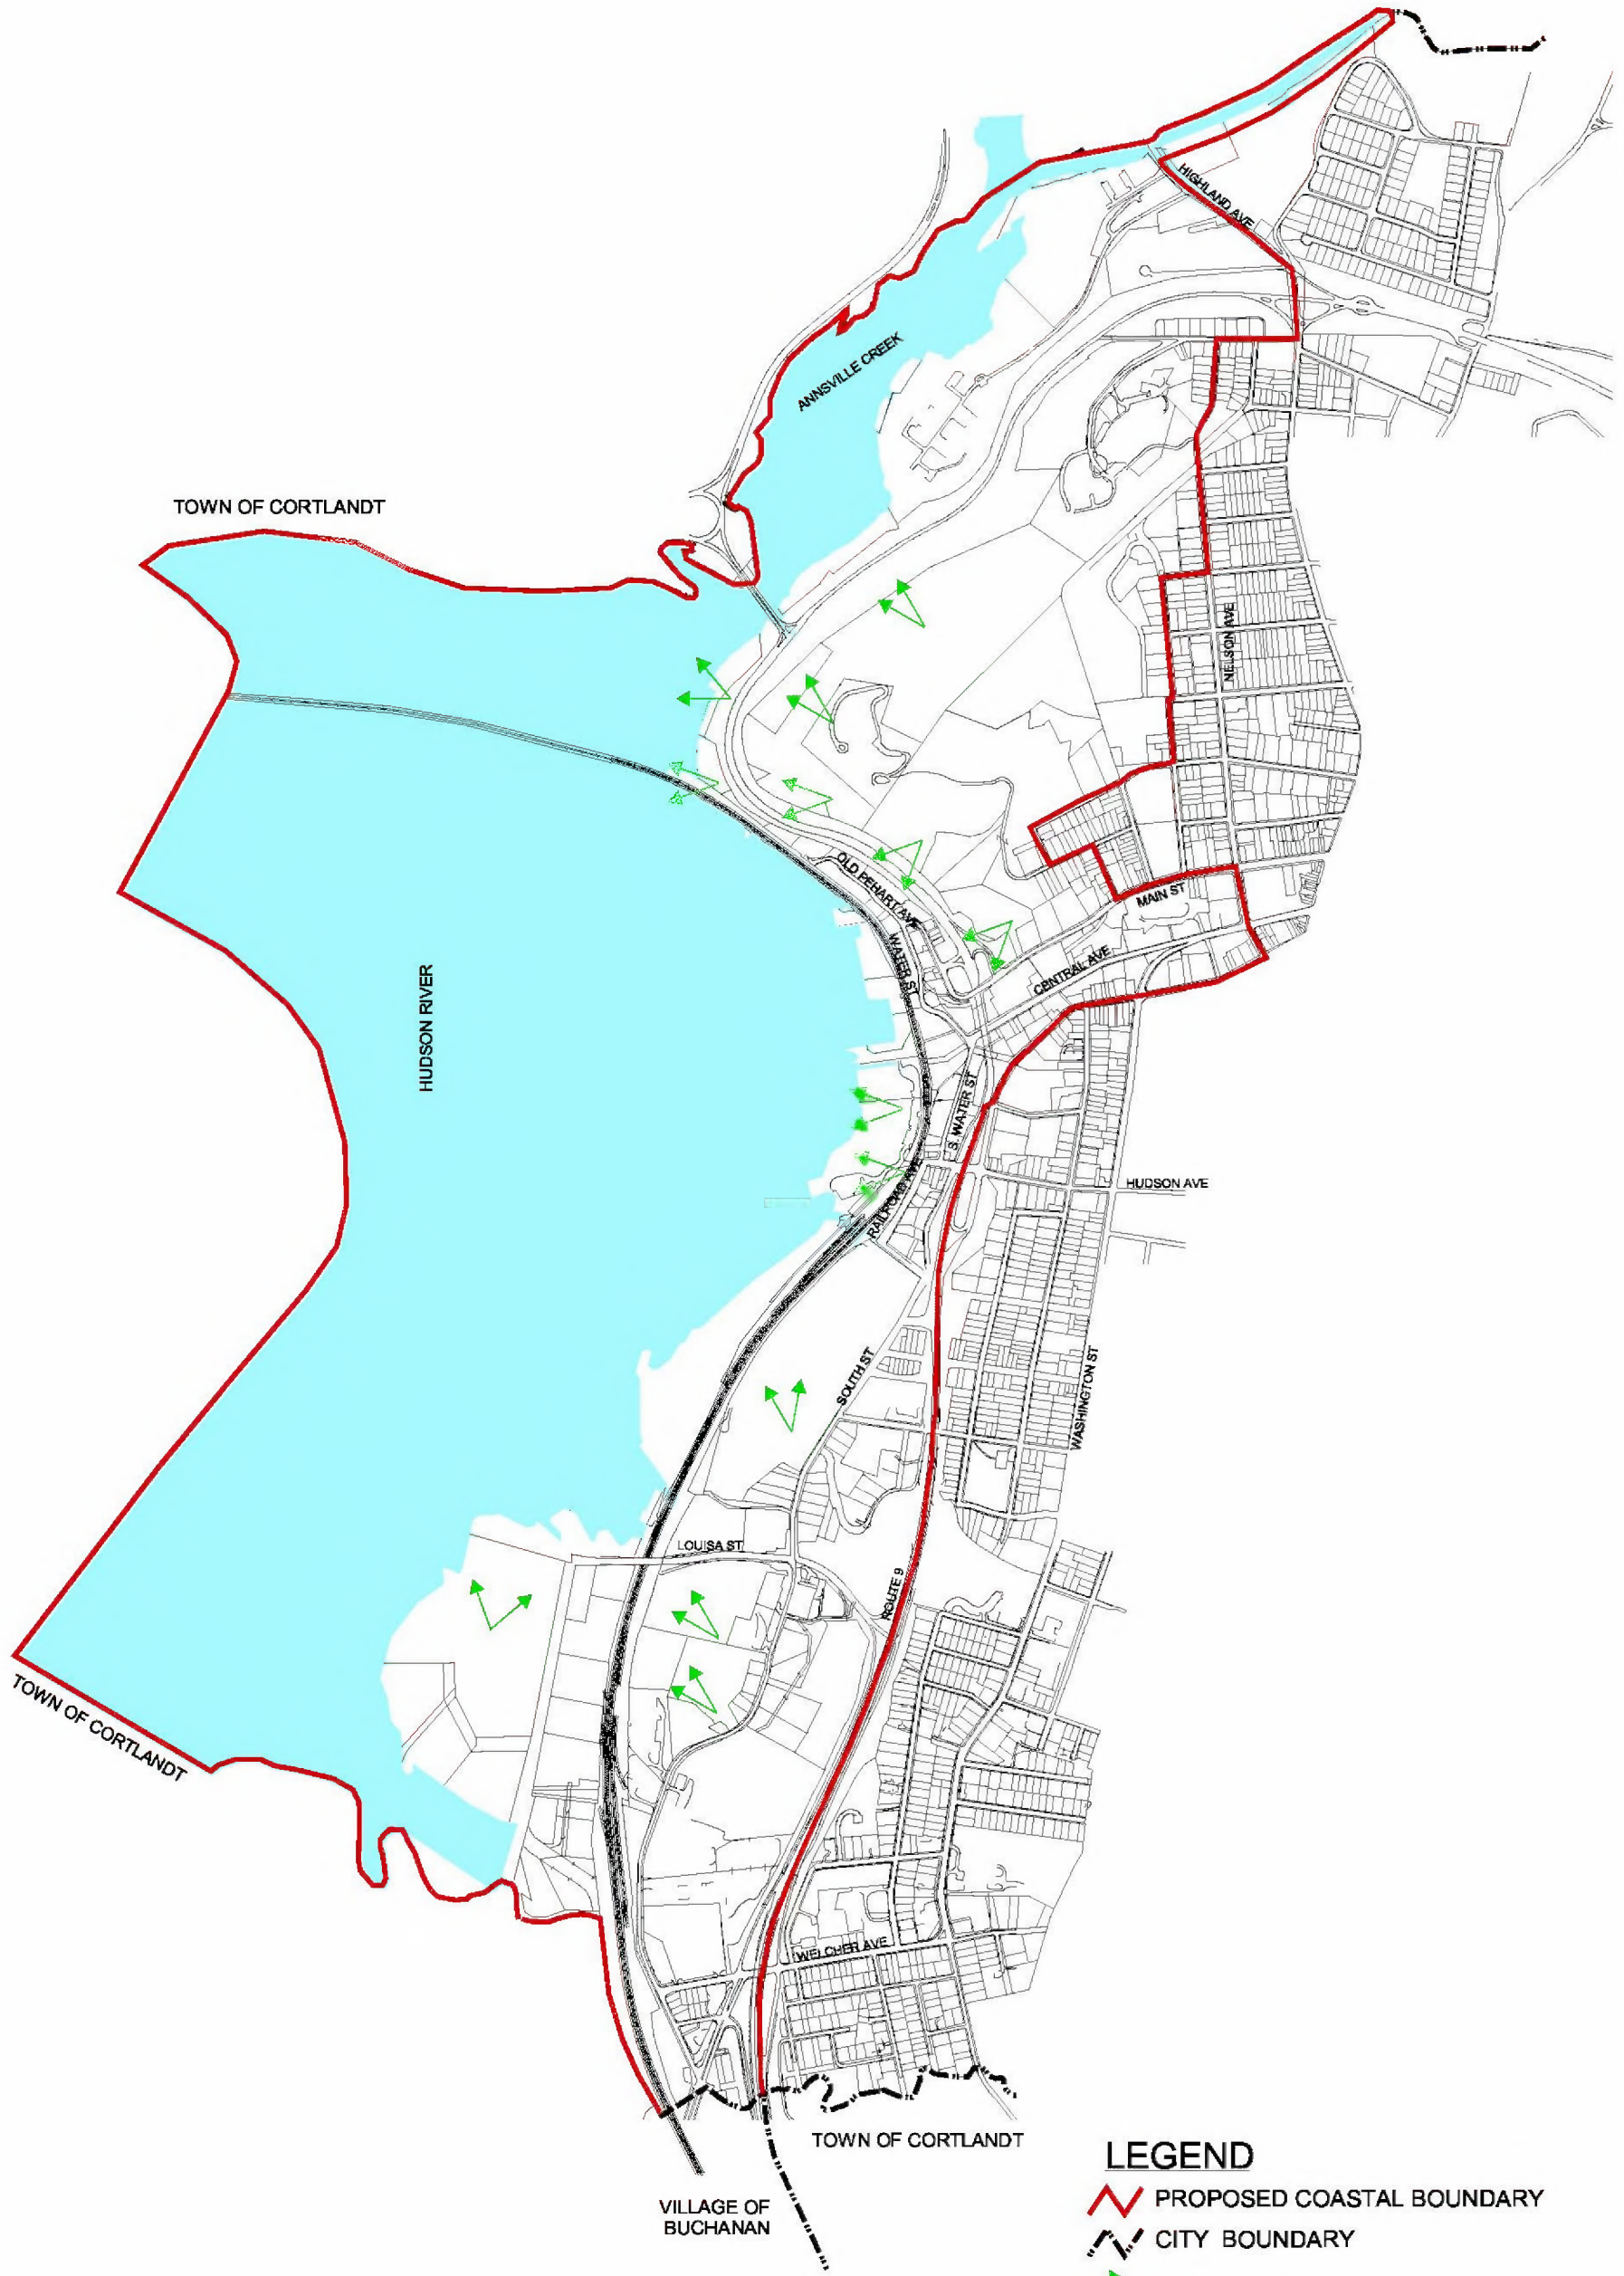 HIGHLAND AVE
ANNSVILLE CREEK
TOWN OF CORTLANDT
NELSON AVE
OLD PEHART AVE
MAIN ST
WATER ST
CENTRAL AVE
HUDSON RIVER
S. WATER ST
HUDSON AVE
RAILROAD AVE
SOUTH ST
WASHINGTON ST
LOUISA ST
ROUTE 9
TOWN OF CORTLANDT
WELCHER AVE
TOWN OF CORTLANDT
VILLAGE OF
BUCHANAN
LEGEND
PROPOSED COASTAL BOUNDARY
CITY BOUNDARY